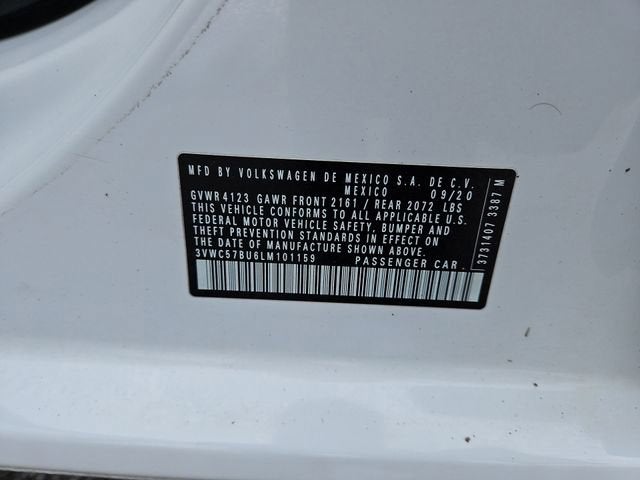 MFD BY VOLKSWAGEN DE MEXICO S.A. DE C.V.
MEXICO 09/20
GVWR 4123 GAWR FRONT 2161 / REAR 2072 LBS
THIS VEHICLE CONFORMS TO ALL APPLICABLE U.S.
FEDERAL MOTOR VEHICLE SAFETY, BUMPER AND
THEFT PREVENTION STANDARDS IN EFFECT ON
THE DATE OF MANUFACTURE SHOWN ABOVE.
3VWC57BU6LM101159 PASSENGER CAR.
3731407 3387 M